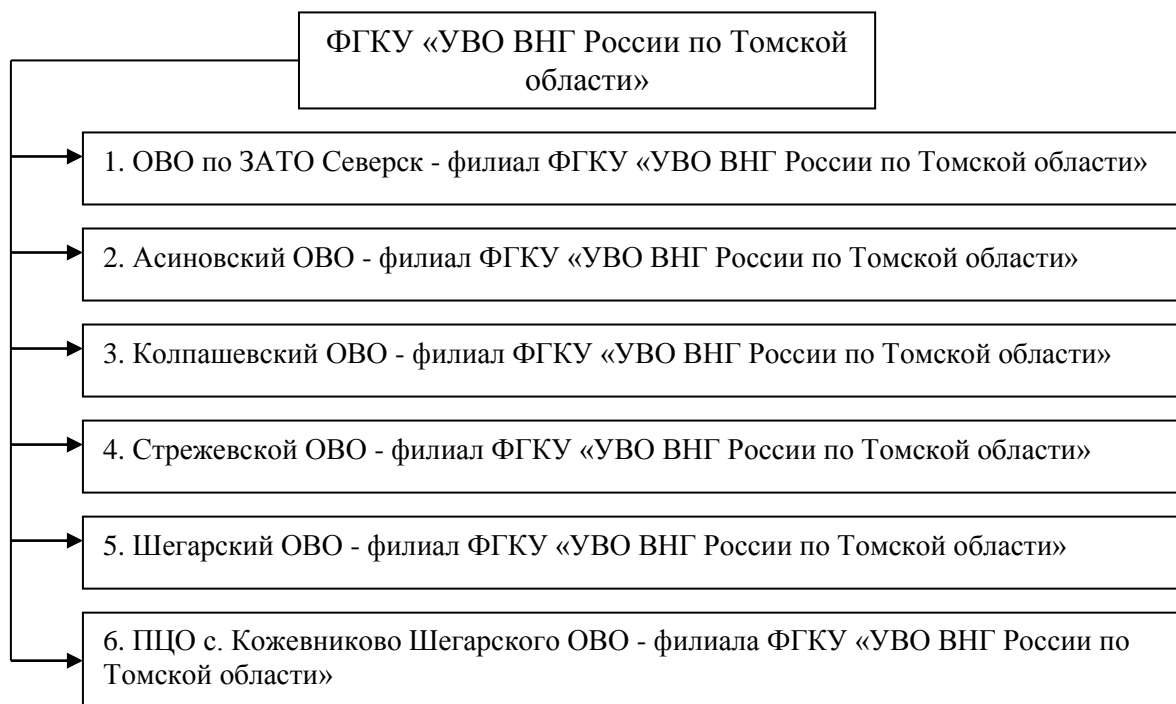 ФГКУ «УВО ВНГ России по Томской
области»
1. ОВО по ЗАТО Северск - филиал ФГКУ «УВО ВНГ России по Томской области»
2. Асиновский ОВО - филиал ФГКУ «УВО ВНГ России по Томской области»
3. Колпашевский ОВО - филиал ФГКУ «УВО ВНГ России по Томской области»
4. Стрежевской ОВО - филиал ФГКУ «УВО ВНГ России по Томской области»
5. Шегарский ОВО - филиал ФГКУ «УВО ВНГ России по Томской области»
6. ПЦО с. Кожевниково Шегарского ОВО - филиала ФГКУ «УВО ВНГ России по
Томской области»